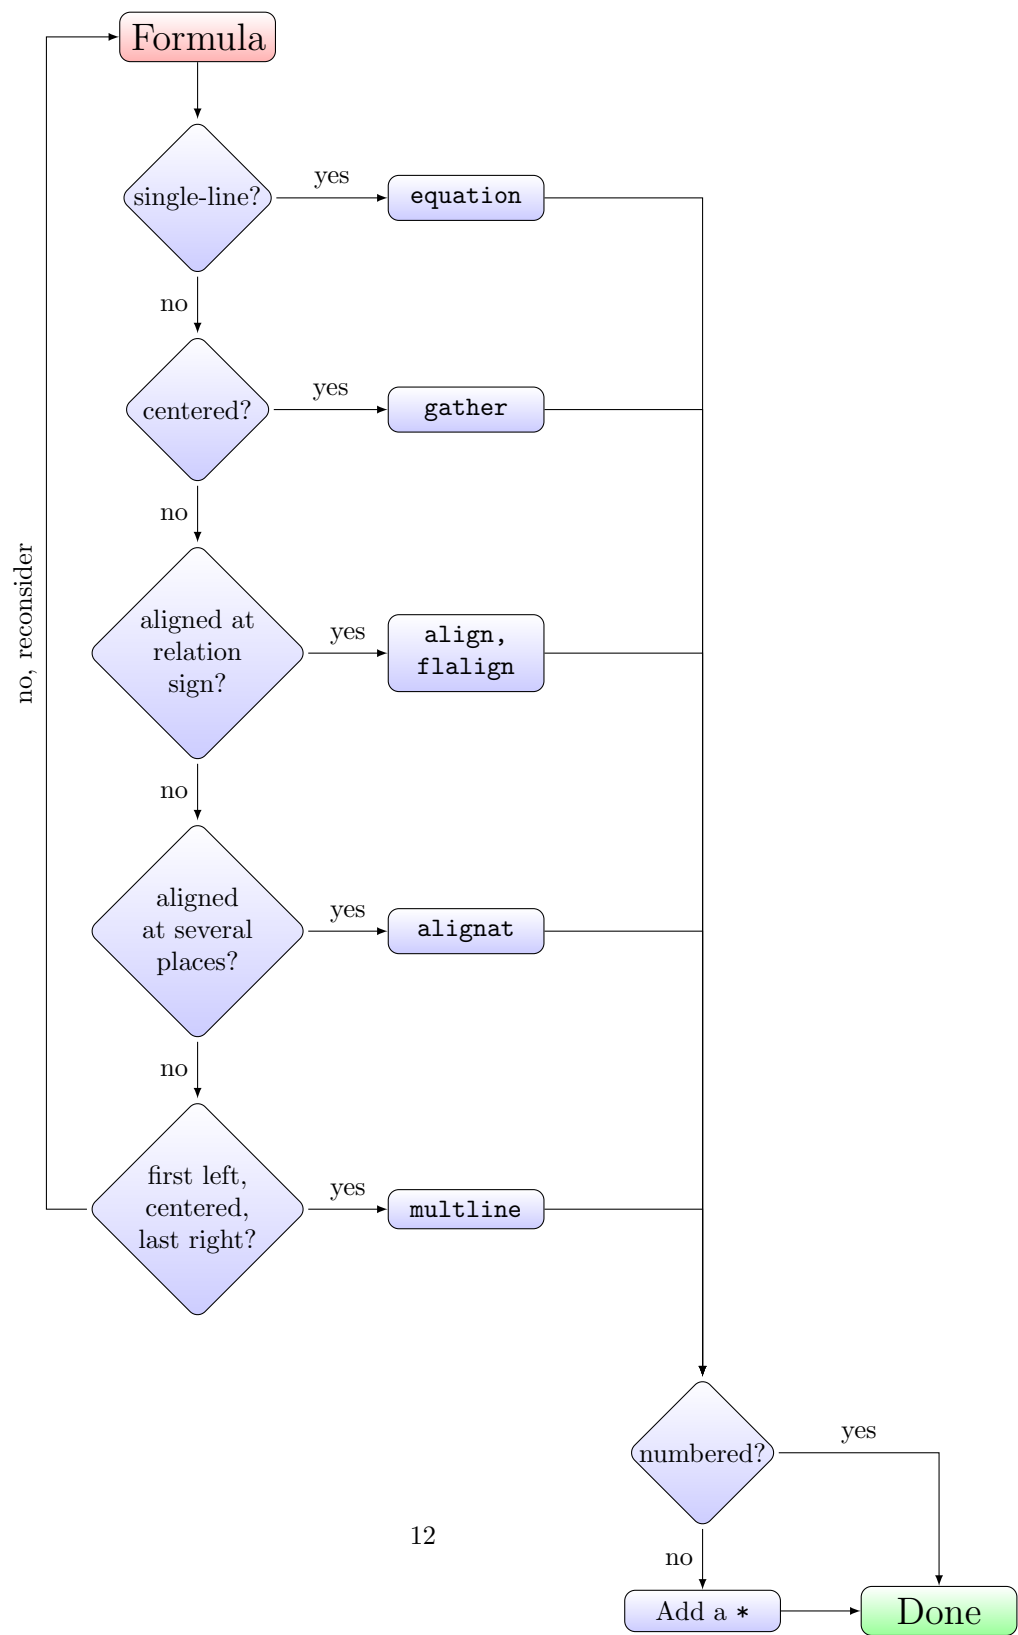 Formula
single-line?
yes
equation
no
centered?
yes
gather
no
no, reconsider
aligned at
relation
sign?
yes
align,
flalign
no
aligned
at several
places?
yes
alignat
no
first left,
centered,
last right?
yes
multline
numbered?
yes
12
no
Add a *
Done